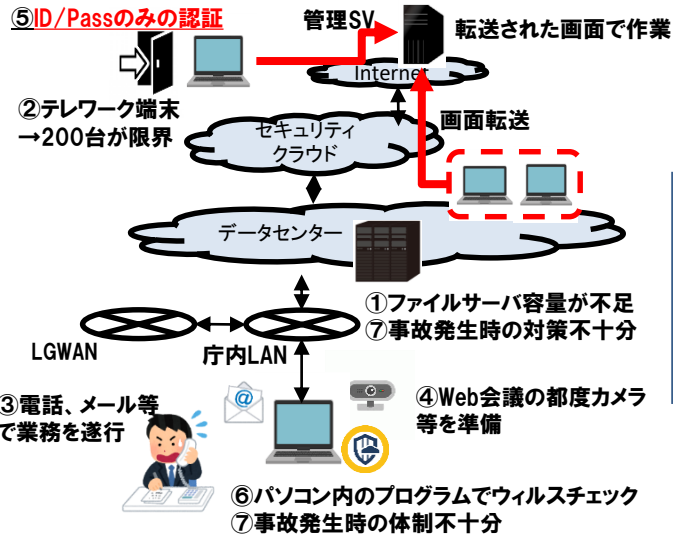 ⑤ID/Passのみの認証
管理SV
転送された画面で作業
Internet
②テレワーク端末
→200台が限界
セキュリティ
クラウド
画面転送
データセンター
①ファイルサーバ容量が不足
⑦事故発生時の対策不十分
LGWAN
庁内LAN
③電話、メール等
で業務を遂行
@
④Web会議の都度カメラ
等を準備
⑥パソコン内のプログラムでウィルスチェック
⑦事故発生時の体制不十分